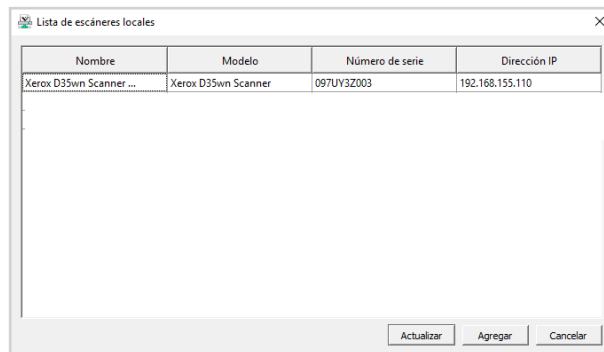 Lista de escáneres locales
Nombre Modelo Número de serie Dirección IP
Xerox D35wn Scanner ... Xerox D35wn Scanner 097UY3Z003 192.168.155.110
Actualizar Agregar Cancelar